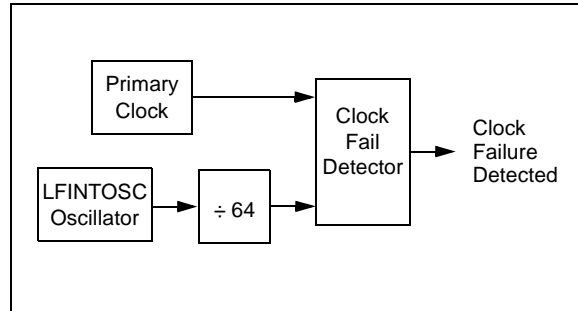 Primary
Clock
Clock
Fail
Detector
Clock
Failure
Detected
LFINTOSC
Oscillator
÷ 64